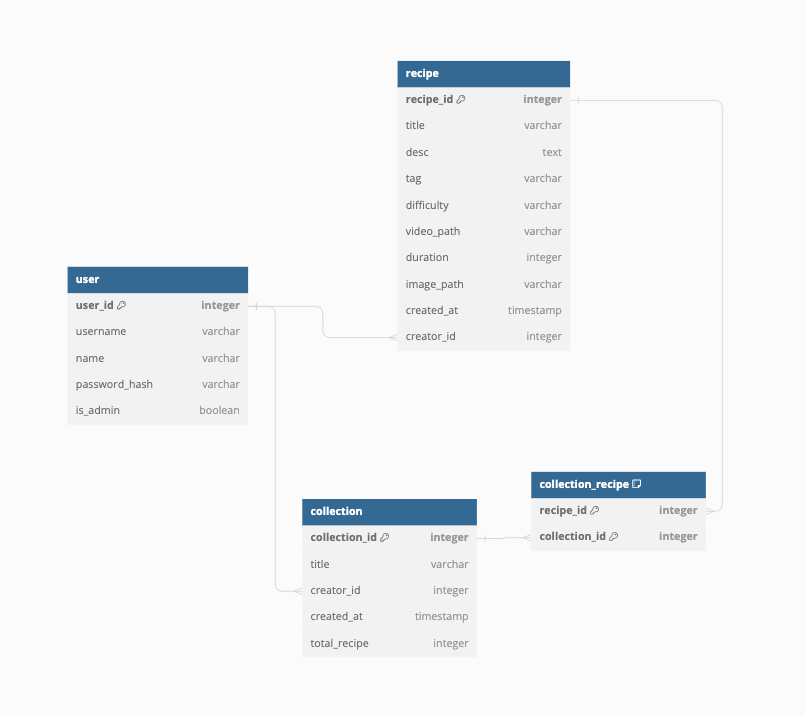 recipe
recipe_id integer
title varchar
desc text
tag varchar
difficulty varchar
video_path varchar
duration integer
image_path varchar
created_at timestamp
creator_id integer
user
user_id integer
username varchar
name varchar
password_hash varchar
is_admin boolean
collection
collection_id integer
title varchar
creator_id integer
created_at timestamp
total_recipe integer
collection_recipe
recipe_id integer
collection_id integer